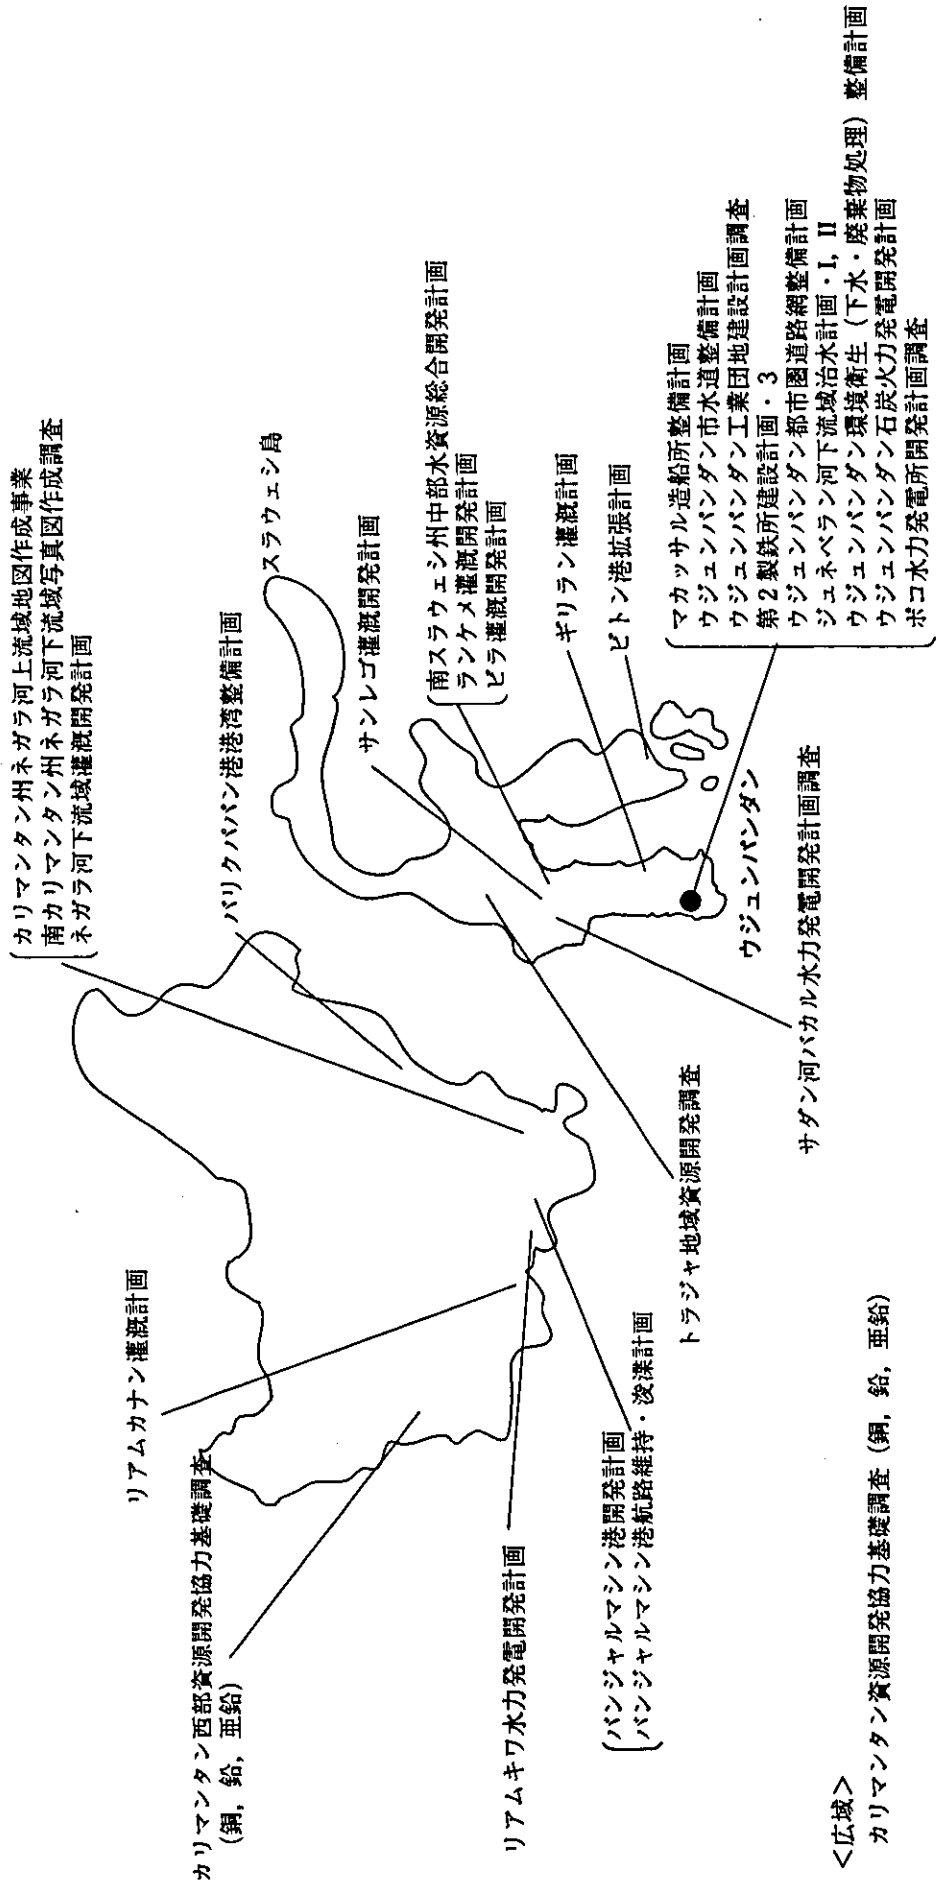 カリマンタン州ネガラ河上流域地図作成事業
南カリマンタン州ネガラ河下流域写真図作成調査
ネガラ河下流域灌漑開発計画
バリクパパン港港湾整備計画
スラウェシ島
サンレゴ灌漑開発計画
南スラウェシ州中部水資源総合開発計画
ランケメ灌漑開発計画
ビラ灌漑開発計画
ギリラン灌漑計画
ビトン港拡張計画
マカッサル造船所整備計画
ウジュンパンダン市水道整備計画
ウジュンパンダン工業団地建設計画調査
第2製鉄所建設計画・3
ウジュンパンダン都市圏道路網整備計画
ジェネベラン河下流域治水計画・I, II
ウジュンパンダン環境衛生（下水・廃棄物処理）整備計画
ウジュンパンダン石炭火力発電開発計画
ボコ水力発電所開発計画調査
ウジュンパンダン
サダン河バカル水力発電開発計画調査
トラジャ地域資源開発調査
リアムカナン灌漑計画
カリマンタン西部資源開発協力基礎調査
(銅, 鉛, 亜鉛)
リアムキワ水力発電開発計画
バンジャルマシン港開発計画
バンジャルマシン港航路維持・浚渫計画
<広域>
カリマンタン資源開発協力基礎調査（銅, 鉛, 亜鉛）